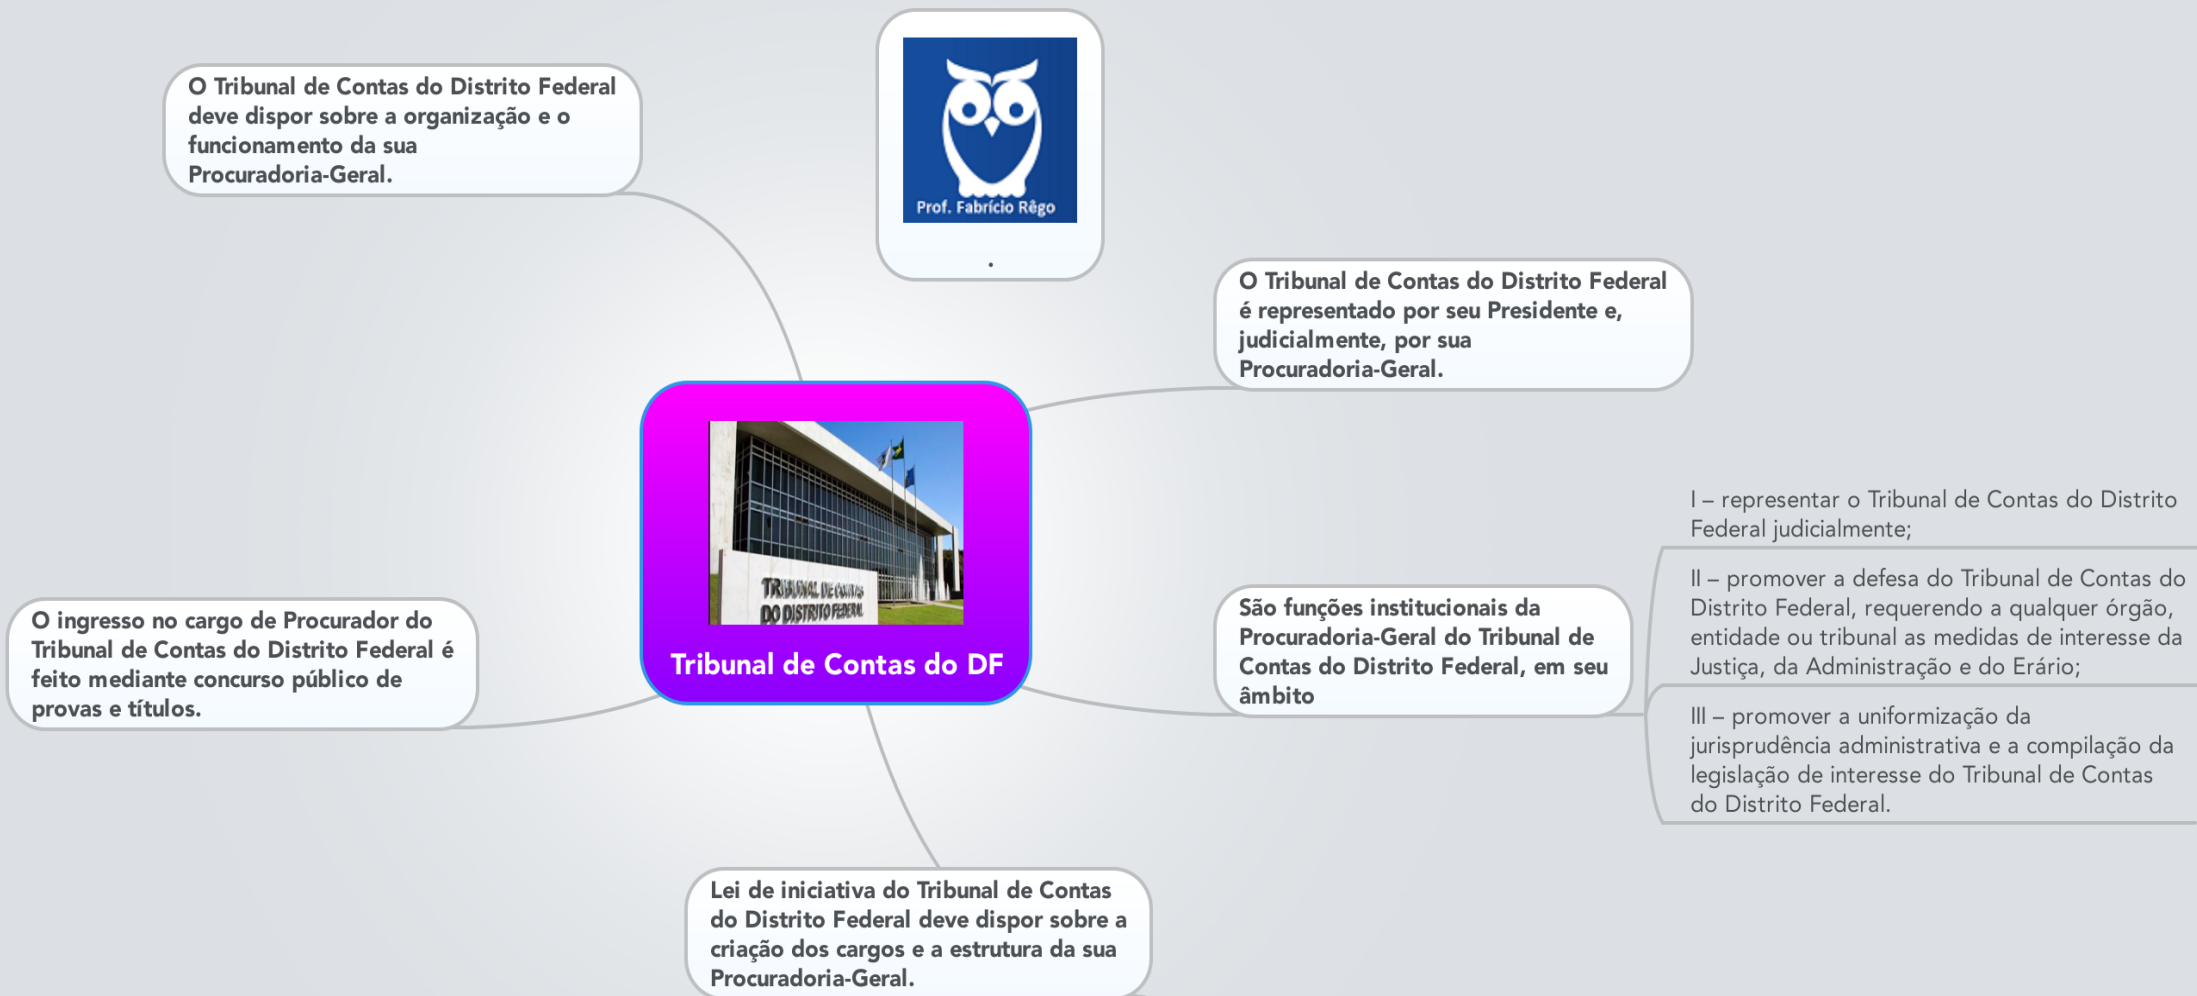 O Tribunal de Contas do Distrito Federal
deve dispor sobre a organização e o
funcionamento da sua
Procuradoria-Geral.
Prof. Fabrício Rêgo
.
O Tribunal de Contas do Distrito Federal
é representado por seu Presidente e,
judicialmente, por sua
Procuradoria-Geral.
TRIBUNAL DE CONTAS
DO DISTRITO FEDERAL
Tribunal de Contas do DF
São funções institucionais da
Procuradoria-Geral do Tribunal de
Contas do Distrito Federal, em seu
âmbito
I – representar o Tribunal de Contas do Distrito
Federal judicialmente;
II – promover a defesa do Tribunal de Contas do
Distrito Federal, requerendo a qualquer órgão,
entidade ou tribunal as medidas de interesse da
Justiça, da Administração e do Erário;
III – promover a uniformização da
jurisprudência administrativa e a compilação da
legislação de interesse do Tribunal de Contas
do Distrito Federal.
O ingresso no cargo de Procurador do
Tribunal de Contas do Distrito Federal é
feito mediante concurso público de
provas e títulos.
Lei de iniciativa do Tribunal de Contas
do Distrito Federal deve dispor sobre a
criação dos cargos e a estrutura da sua
Procuradoria-Geral.